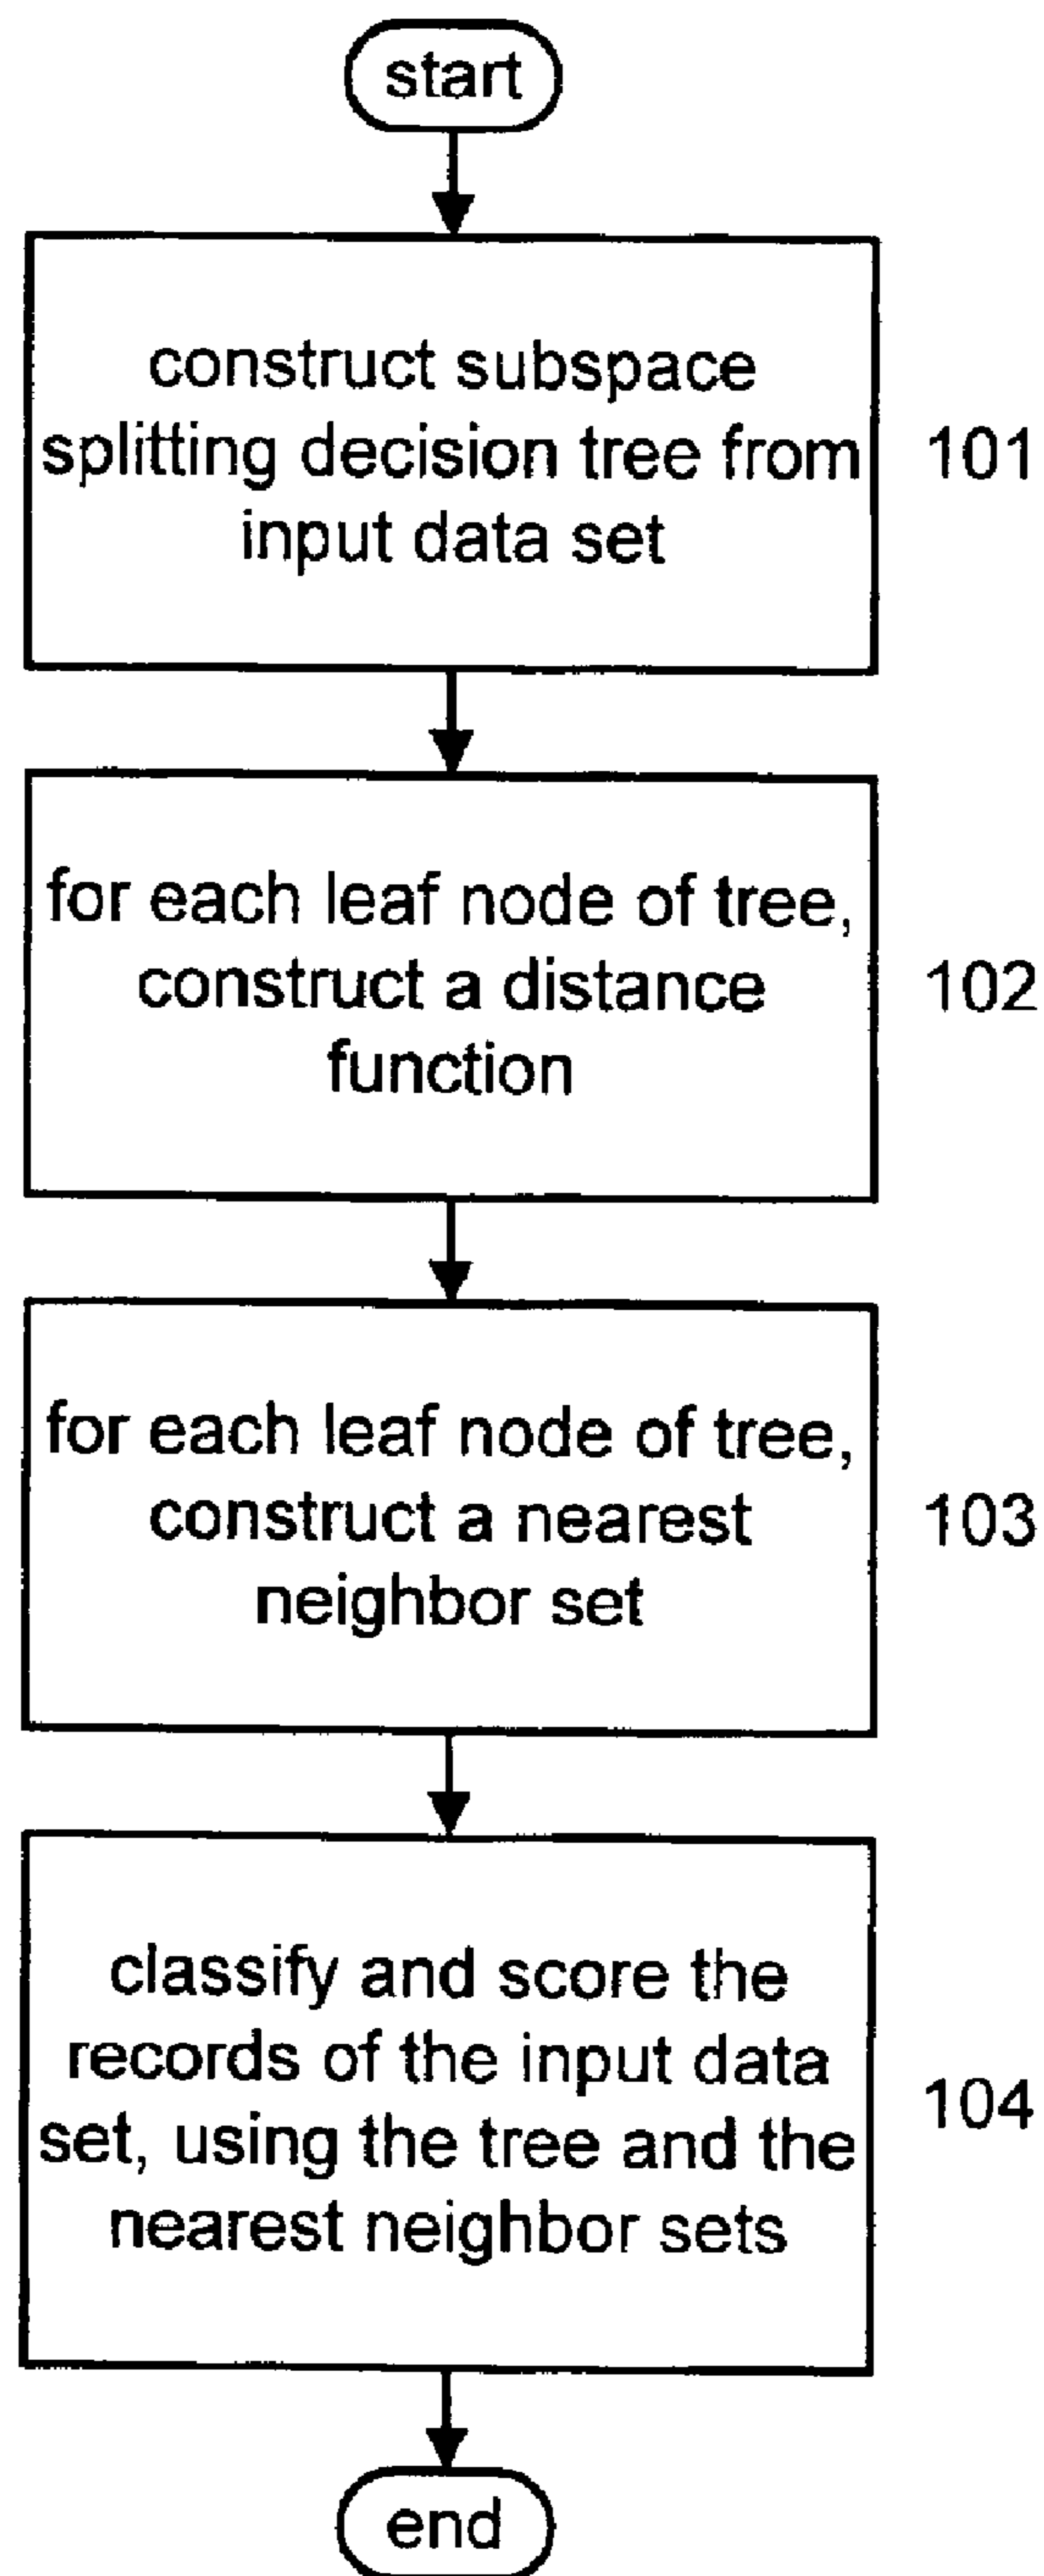 start
construct subspace
splitting decision tree from
input data set
101
for each leaf node of tree,
construct a distance
function
102
for each leaf node of tree,
construct a nearest
neighbor set
103
classify and score the
records of the input data
set, using the tree and the
nearest neighbor sets
104
end